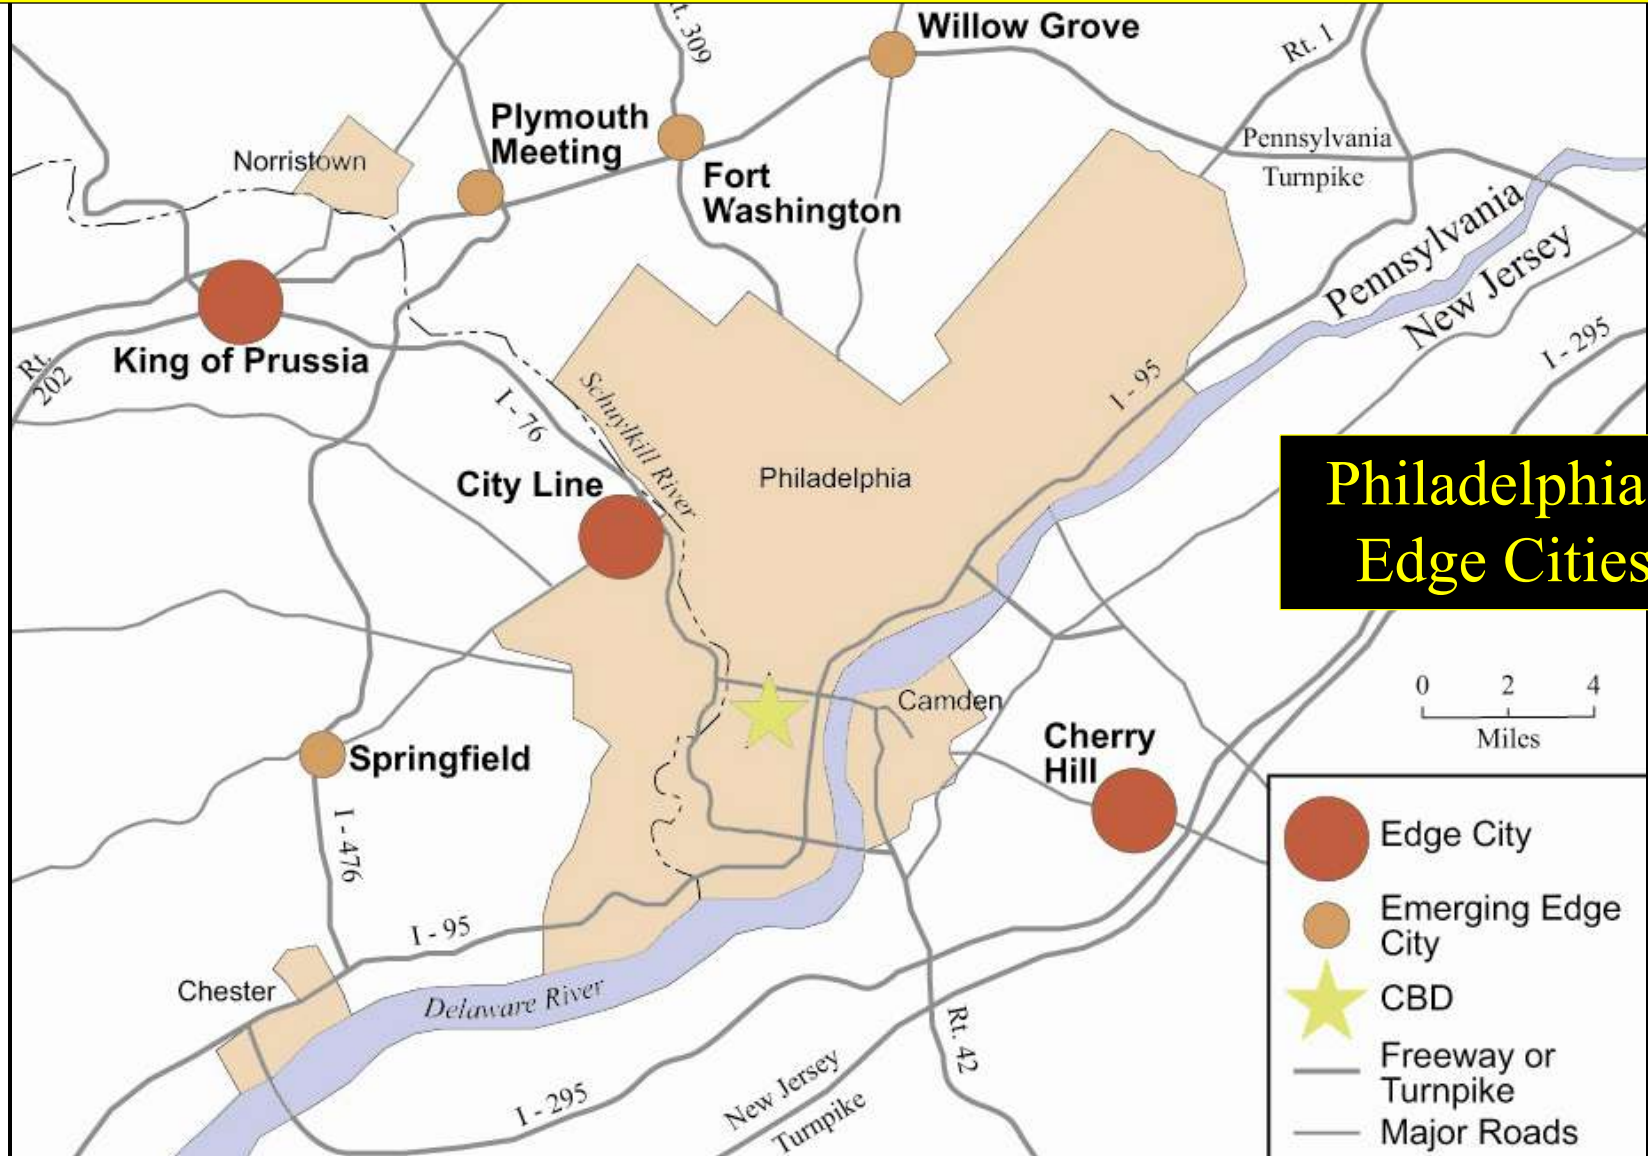 Willow Grove
Rt. 309
Rt. 1
Plymouth
Meeting
Norristown
Fort
Washington
Pennsylvania
Turnpike
Pennsylvania
New Jersey
King of Prussia
Rt.
202
I - 76
Schuylkill River
I - 95
I - 295
City Line
Philadelphia
Philadelphia
Edge Cities
0 2 4
Miles
Camden
Cherry
Hill
Springfield
I - 476
I - 95
Chester
Delaware River
Rt. 42
I - 295
New Jersey
Turnpike
Edge City
Emerging Edge
City
CBD
Freeway or
Turnpike
Major Roads